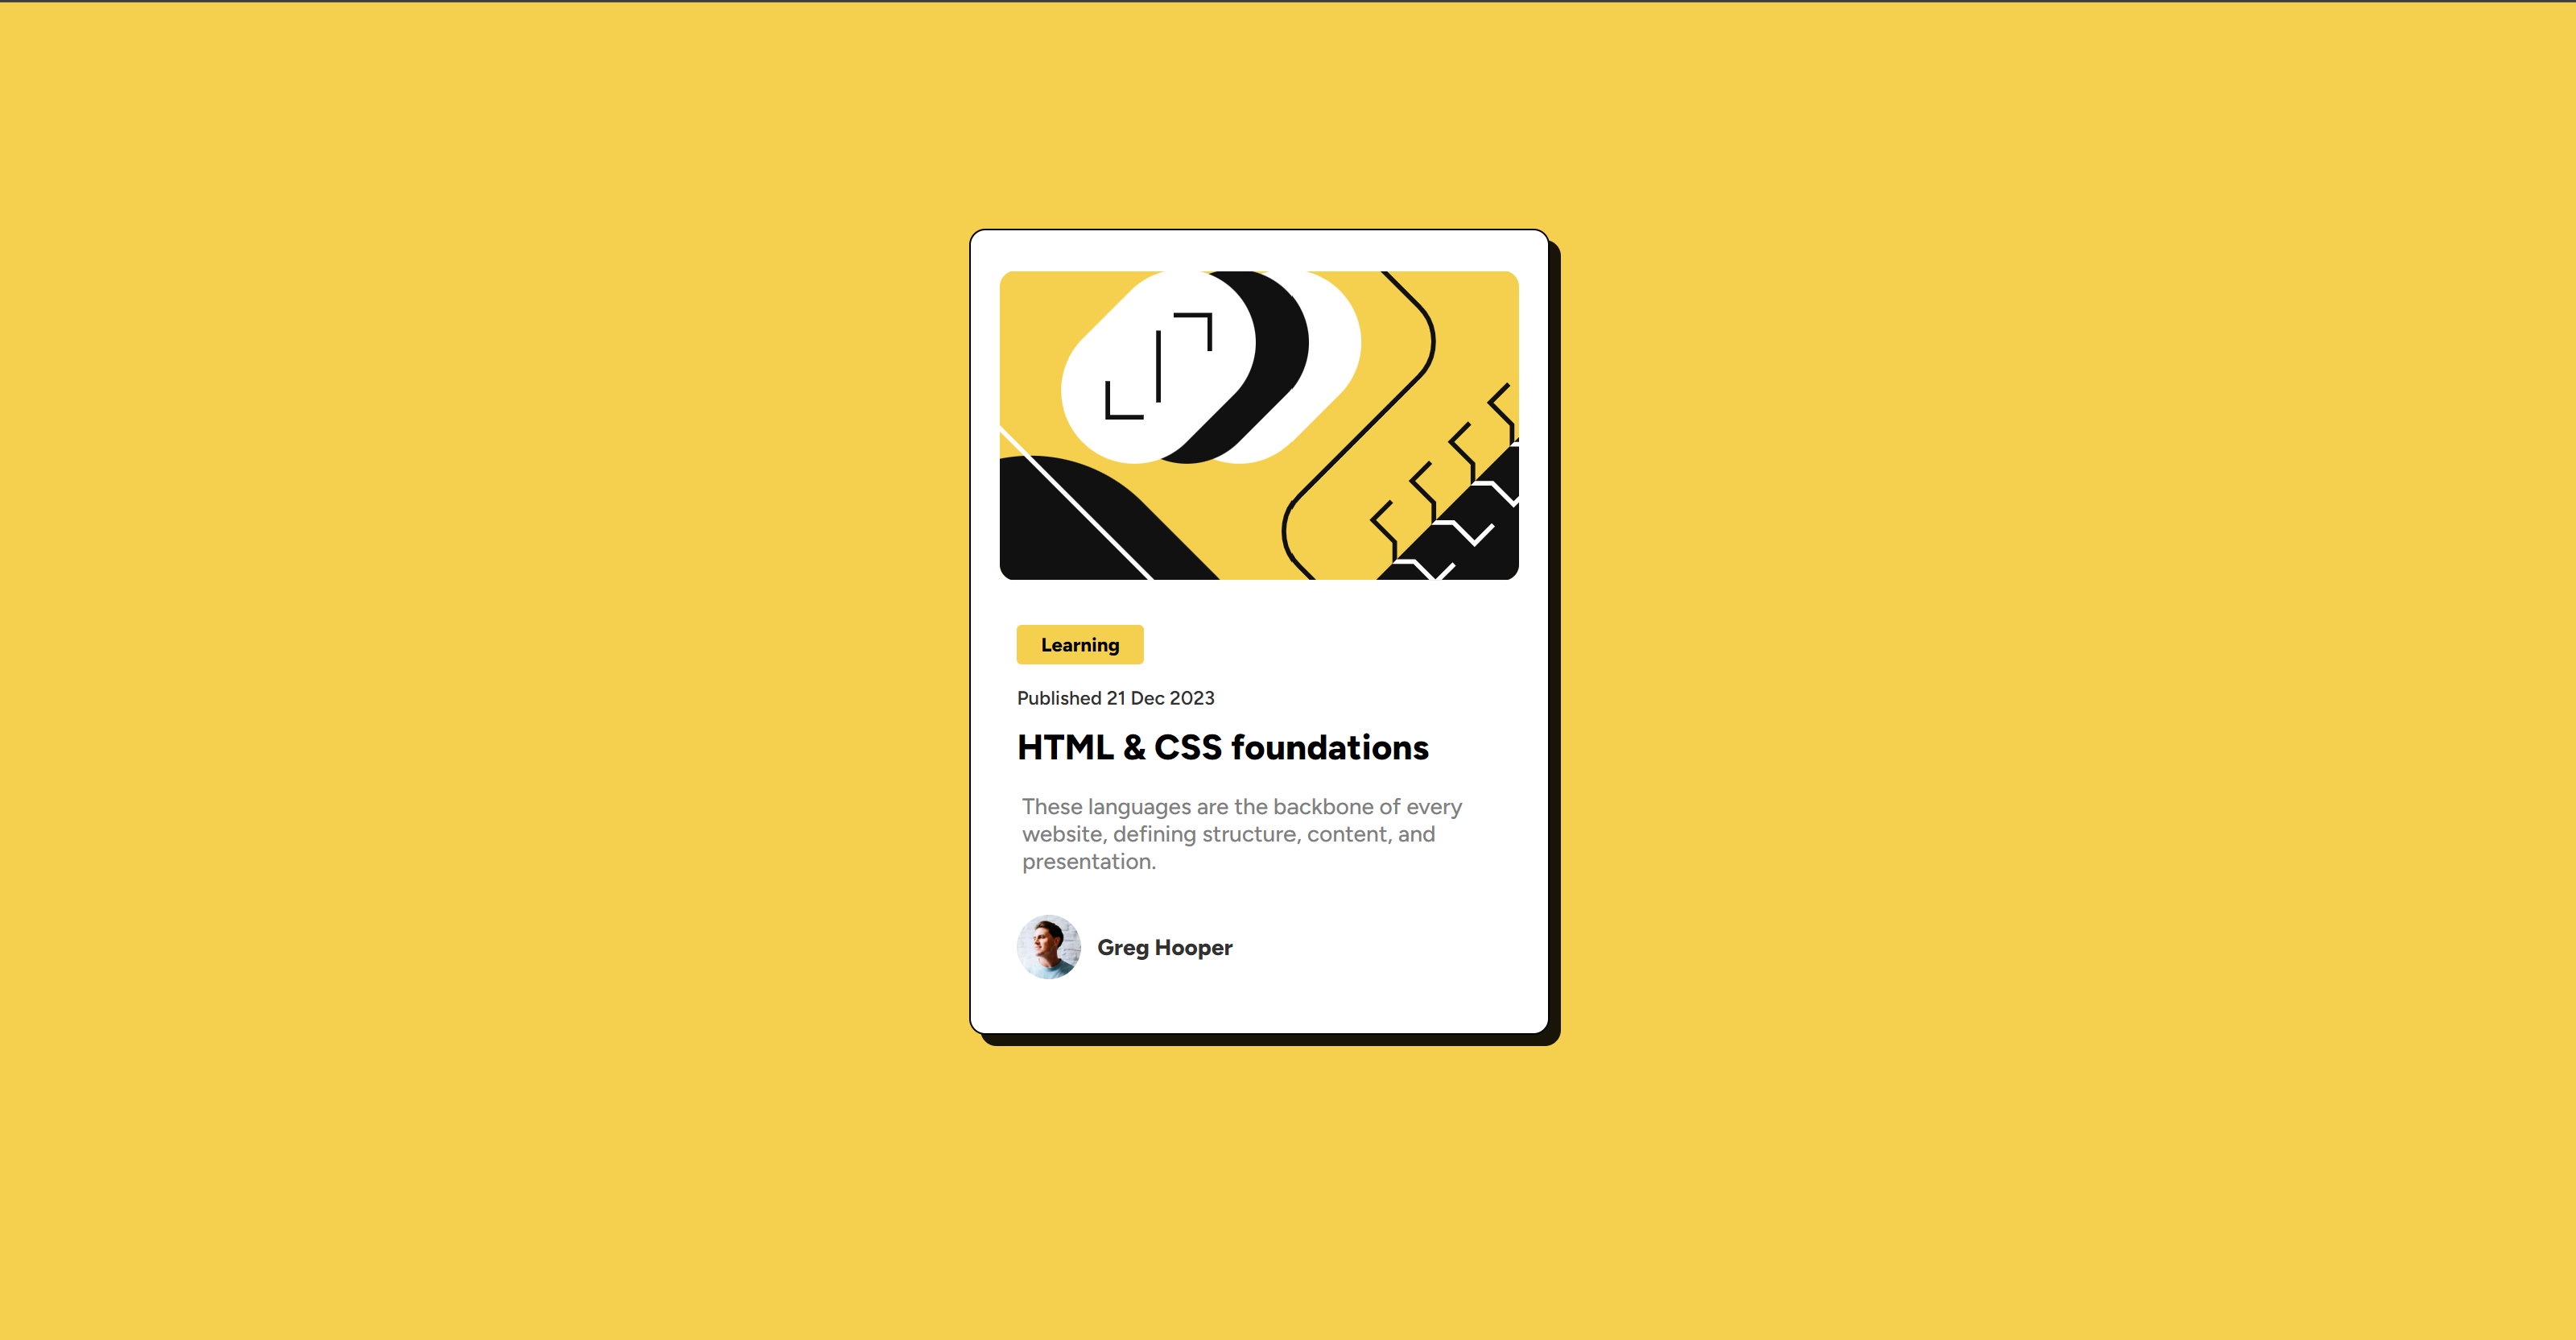 Learning
Published 21 Dec 2023
HTML & CSS foundations
These languages are the backbone of every
website, defining structure, content, and
presentation.
Greg Hooper